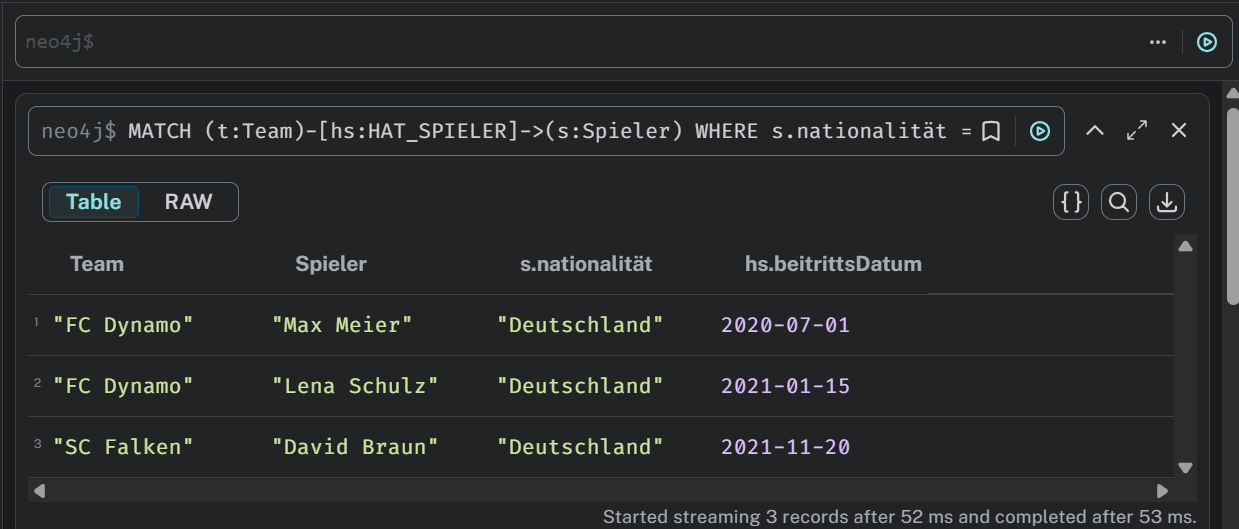 neo4j$
neo4j$ MATCH (t:Team)-[hs:HAT_SPIELER]->(s:Spieler) WHERE s.nationalität =
Table RAW
Team Spieler s.nationalität hs.beitrittsDatum
1 "FC Dynamo" "Max Meier" "Deutschland" 2020-07-01
2 "FC Dynamo" "Lena Schulz" "Deutschland" 2021-01-15
3 "SC Falken" "David Braun" "Deutschland" 2021-11-20
Started streaming 3 records after 52 ms and completed after 53 ms.